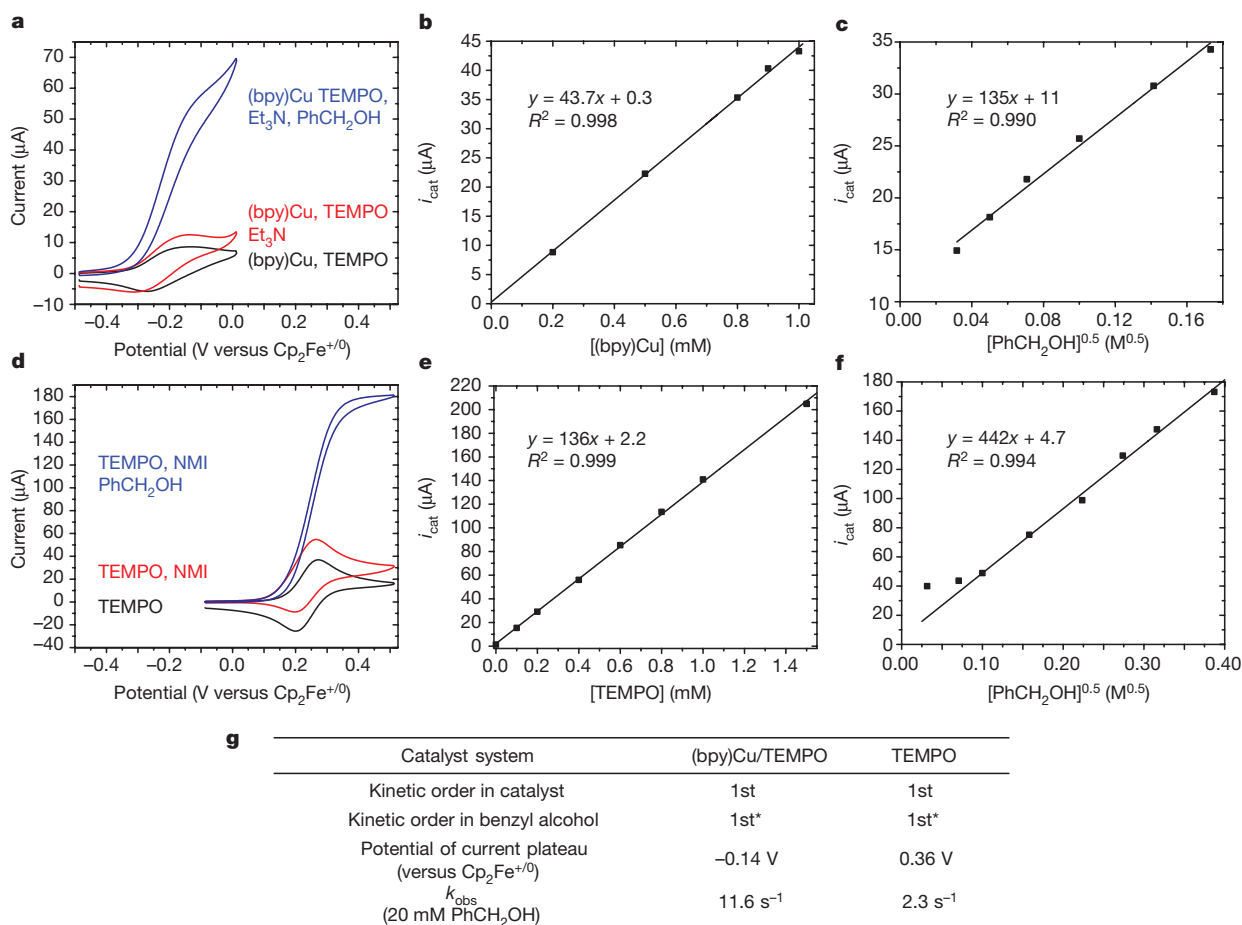 a
Current (µA)
70
60
50
40
30
20
10
0
–10
(bpy)Cu TEMPO,
Et₃N, PhCH₂OH
(bpy)Cu, TEMPO
Et₃N
(bpy)Cu, TEMPO
–0.4
–0.2
0.0
0.2
0.4
Potential (V versus Cp₂Fe⁺/⁰)
b
i_cat (µA)
45
40
35
30
25
20
15
10
5
0
y = 43.7x + 0.3
R² = 0.998
0.0
0.2
0.4
0.6
0.8
1.0
[(bpy)Cu] (mM)
c
i_cat (µA)
35
30
25
20
15
10
y = 135x + 11
R² = 0.990
0.00
0.04
0.08
0.12
0.16
[PhCH₂OH]⁰·⁵ (M⁰·⁵)
d
Current (µA)
180
160
140
120
100
80
60
40
20
0
–20
–40
TEMPO, NMI
PhCH₂OH
TEMPO, NMI
TEMPO
–0.4
–0.2
0.0
0.2
0.4
Potential (V versus Cp₂Fe⁺/⁰)
e
i_cat (µA)
220
200
180
160
140
120
100
80
60
40
20
0
y = 136x + 2.2
R² = 0.999
0.0
0.2
0.4
0.6
0.8
1.0
1.2
1.4
[TEMPO] (mM)
f
i_cat (µA)
180
160
140
120
100
80
60
40
20
0
y = 442x + 4.7
R² = 0.994
0.00
0.10
0.20
0.30
0.40
[PhCH₂OH]⁰·⁵ (M⁰·⁵)
g
Catalyst system (bpy)Cu/TEMPO TEMPO
Kinetic order in catalyst 1st 1st
Kinetic order in benzyl alcohol 1st* 1st*
Potential of current plateau
(versus Cp₂Fe⁺/⁰) –0.14 V 0.36 V
k_obs
(20 mM PhCH₂OH) 11.6 s⁻¹ 2.3 s⁻¹